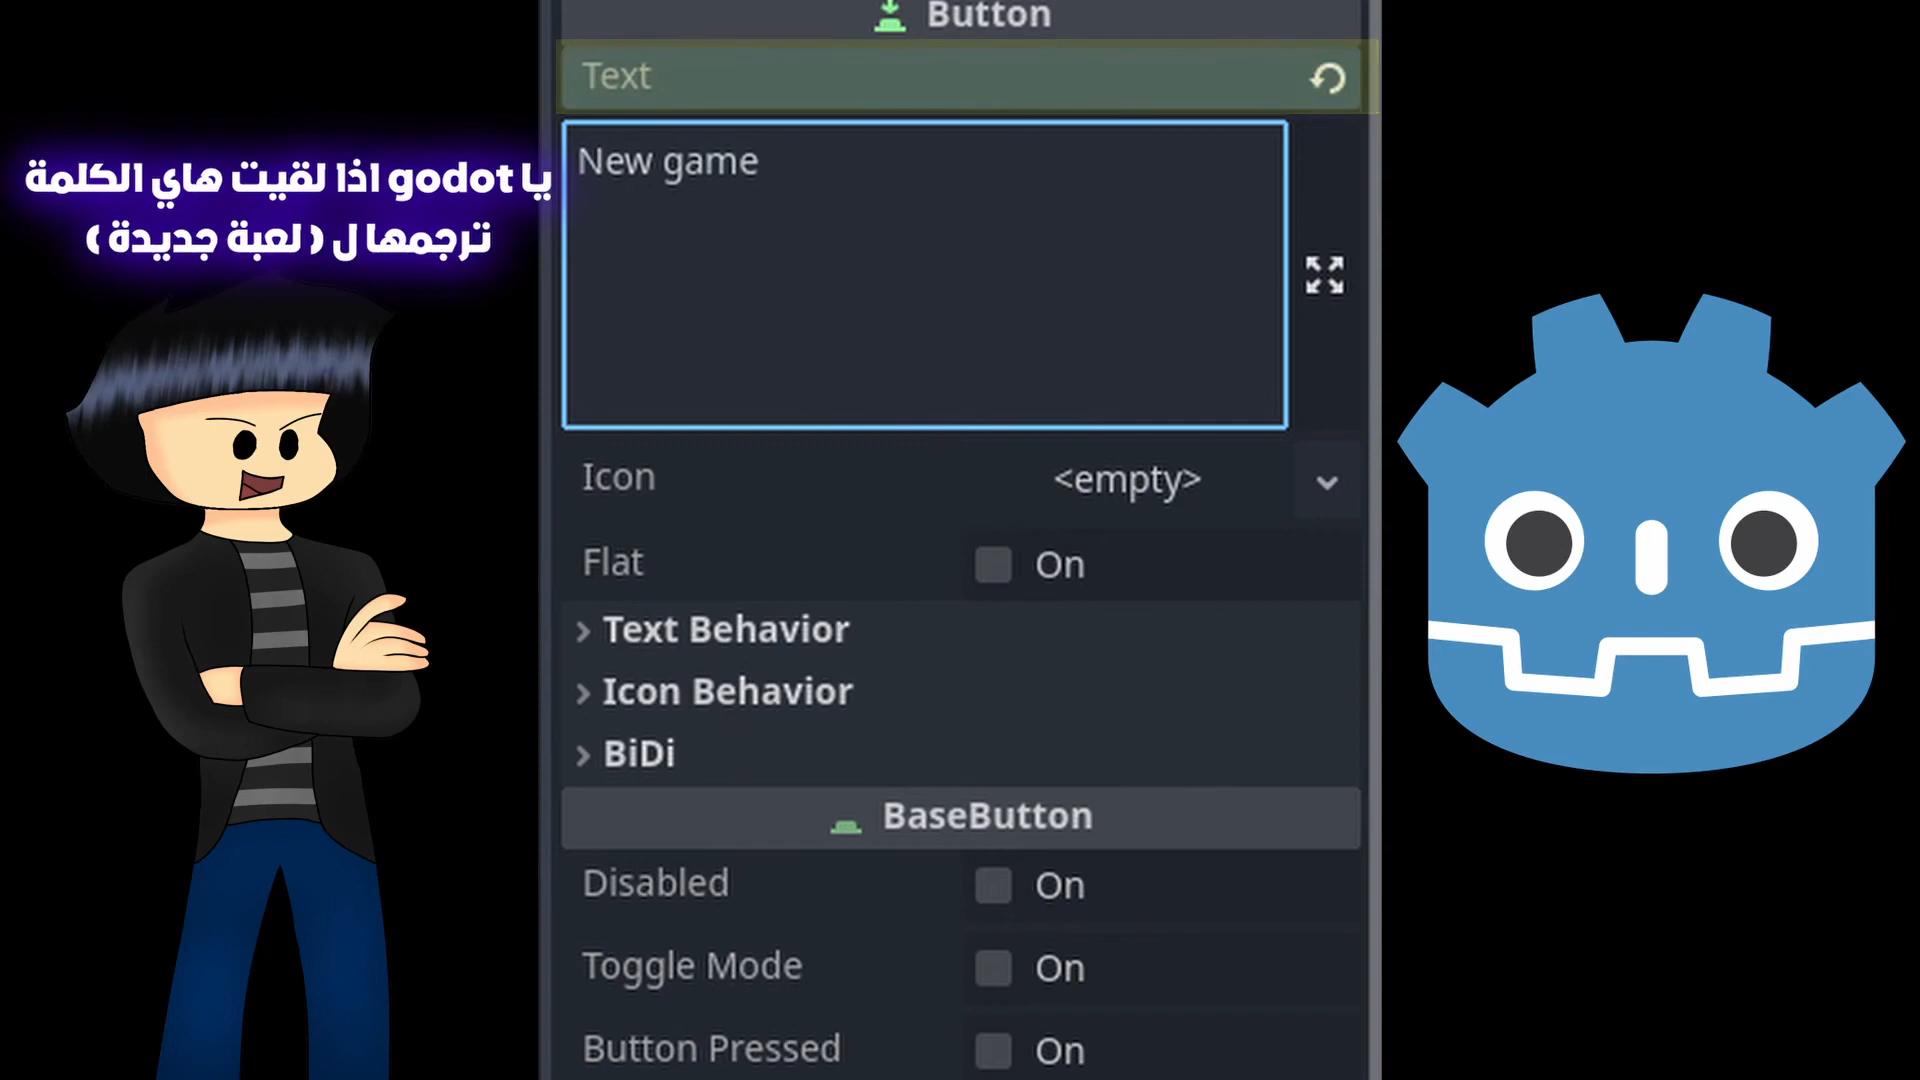 Button
Text
يا godot اذا لقيت هاي الكلمة
ترجمها ل ( لعبة جديدة )
New game
Icon
<empty>
Flat
On
Text Behavior
Icon Behavior
BiDi
BaseButton
Disabled
On
Toggle Mode
On
Button Pressed
On